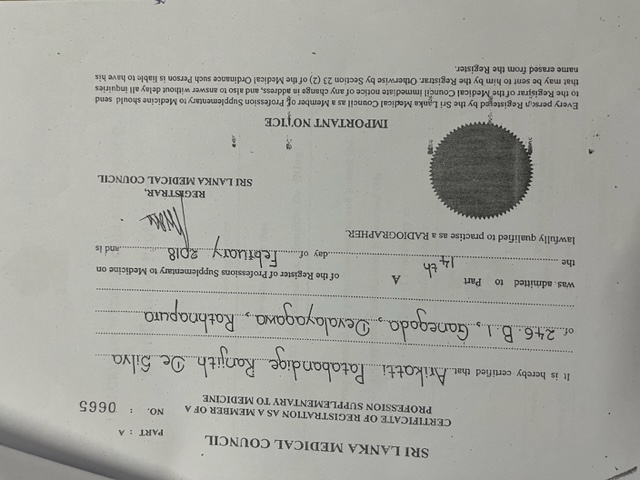 SRI LANKA MEDICAL COUNCIL
PART : A
CERTIFICATE OF REGISTRATION AS A MEMBER OF A
PROFESSION SUPPLEMENTARY TO MEDICINE
NO. : 0665
It is hereby certified that Arikatti Patabandige Ranjith De Silva
of 246. B. 1, Ganegoda, Devalayagawa, Rathnapura
was admitted to Part A of the Register of Professions Supplementary to Medicine on
the 14th day of February 2018 and is
lawfully qualified to practise as a RADIOGRAPHER.
REGISTRAR,
SRI LANKA MEDICAL COUNCIL
IMPORTANT NOTICE
Every person Registered by the Sri Lanka Medical Council as a Member of Profession Supplementary to Medicine should send
to the Registrar of the Medical Council immediate notice of any change in address, and also to answer without delay all inquiries
that may be sent to him by the Registrar. Otherwise by Section 23 (2) of the Medical Ordinance such Person is liable to have his
name erased from the Register.